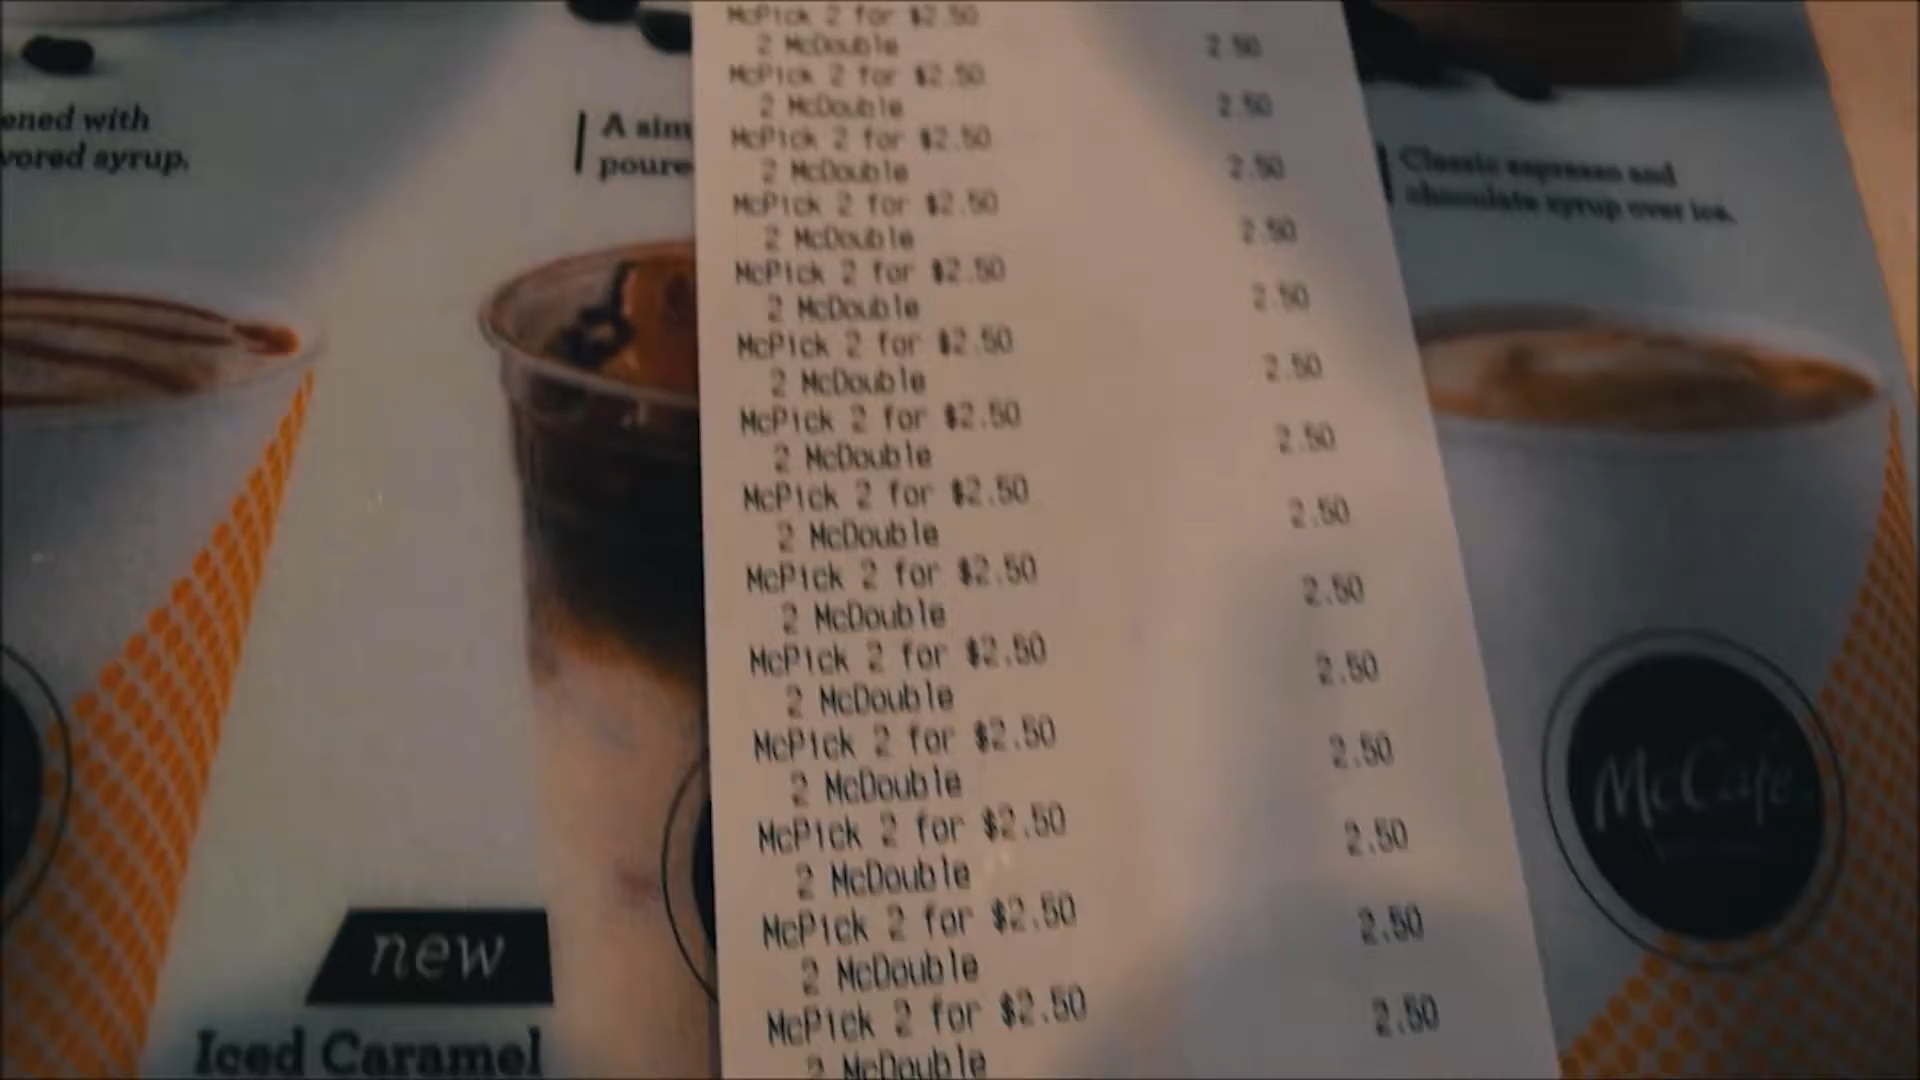 McPick 2 for $2.50
2 McDouble 2.50
McPick 2 for $2.50
2 McDouble 2.50
McPick 2 for $2.50
2 McDouble 2.50
McPick 2 for $2.50
2 McDouble 2.50
McPick 2 for $2.50
2 McDouble 2.50
McPick 2 for $2.50
2 McDouble 2.50
McPick 2 for $2.50
2 McDouble 2.50
McPick 2 for $2.50
2 McDouble 2.50
McPick 2 for $2.50
2 McDouble 2.50
McPick 2 for $2.50
2 McDouble 2.50
McPick 2 for $2.50
2 McDouble 2.50
McPick 2 for $2.50
2 McDouble 2.50
McPick 2 for $2.50
2 McDouble 2.50
McPick 2 for $2.50 2.50
2 McDouble
ened with
vored syrup.
A sim
poure
Classic espresso and
chocolate syrup over ice.
McCafé
new
Iced Caramel